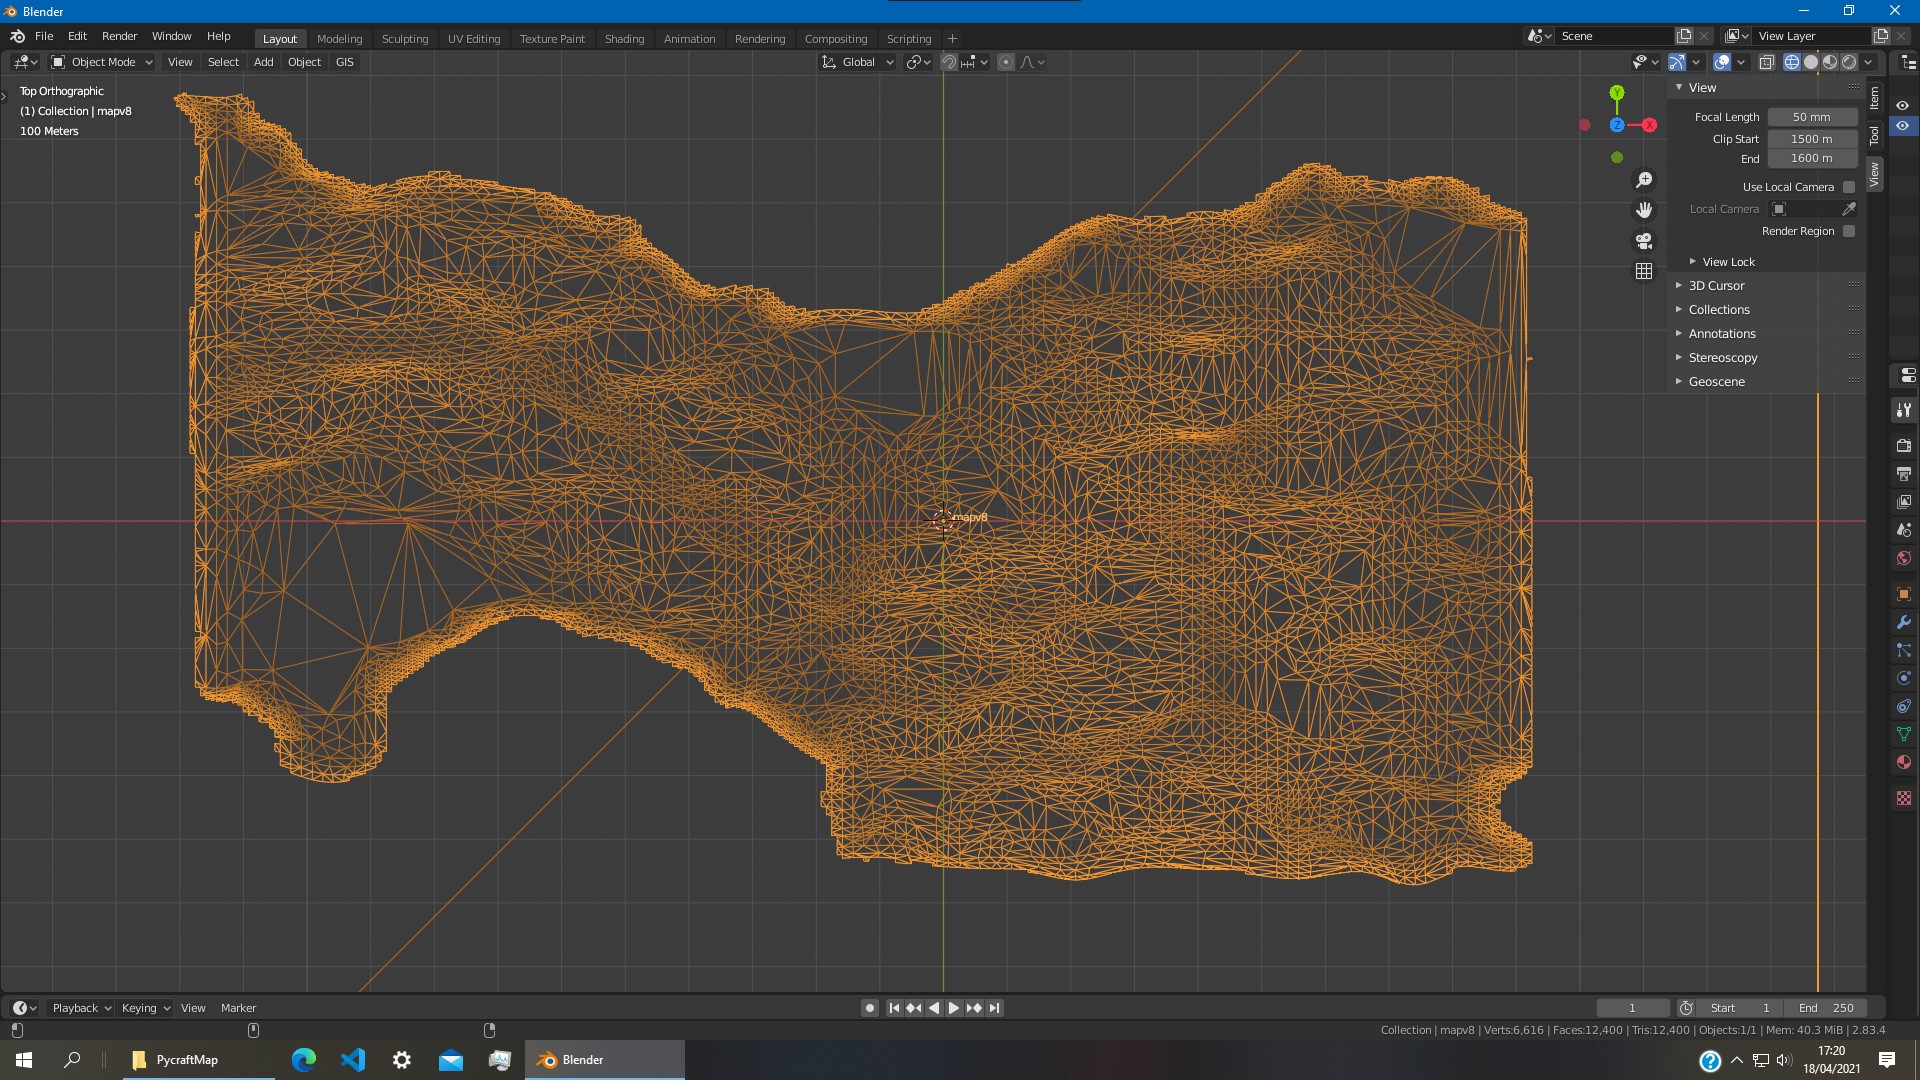 Blender
File Edit Render Window Help Layout Modeling Sculpting UV Editing Texture Paint Shading Animation Rendering Compositing Scripting + Scene View Layer
Object Mode View Select Add Object GIS Global
Top Orthographic
(1) Collection | mapv8
100 Meters
Y
Z X
View
Focal Length 50 mm
Clip Start 1500 m
End 1600 m
Use Local Camera
Local Camera
Render Region
View Lock
3D Cursor
Collections
Annotations
Stereoscopy
Geoscene
Item
Tool
View
mapv8
Playback Keying View Marker 1 Start 1 End 250
Collection | mapv8 | Verts:6,616 | Faces:12,400 | Tris:12,400 | Objects:1/1 | Mem: 40.3 MiB | 2.83.4
PycraftMap Blender
17:20
18/04/2021